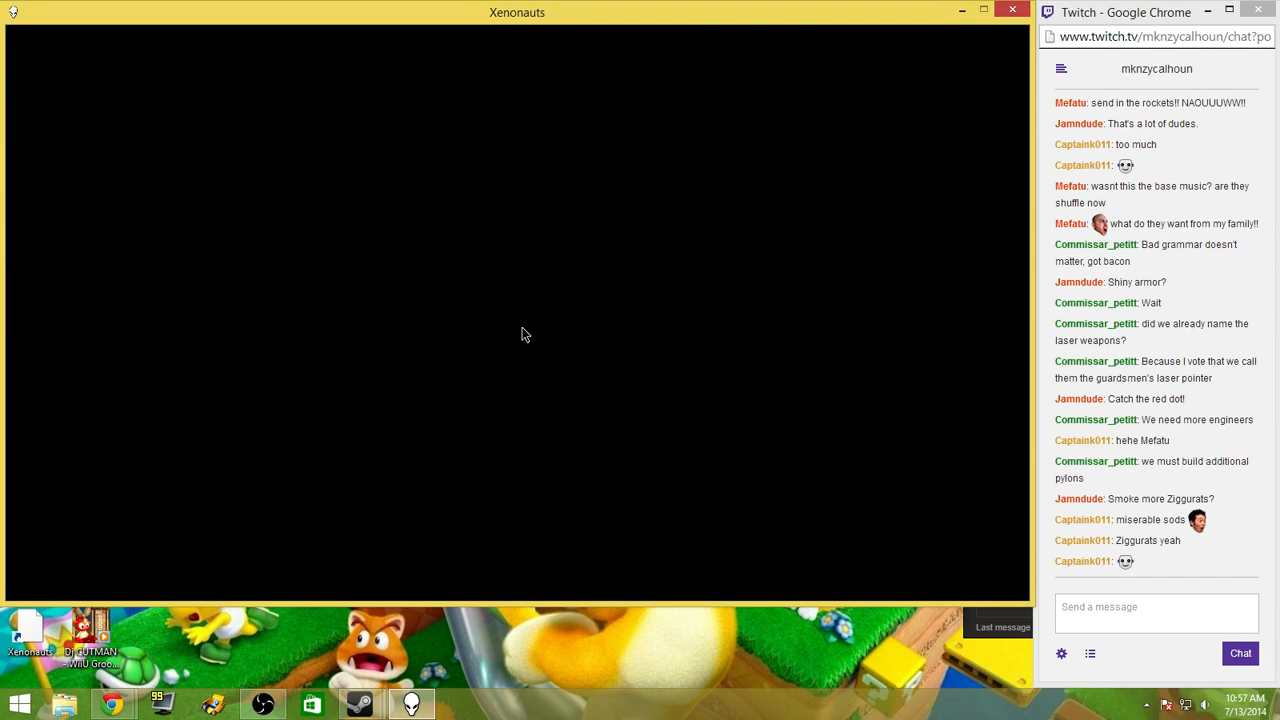 Xenonauts
Twitch - Google Chrome
www.twitch.tv/mknzycalhoun/chat?po
mknzycalhoun
Mefatu: send in the rockets!! NAOUUUWW!!
Jamndude: That's a lot of dudes.
Captaink011: too much
Captaink011:
Mefatu: wasnt this the base music? are they
shuffle now
Mefatu: what do they want from my family!!
Commissar_petitt: Bad grammar doesn't
matter, got bacon
Jamndude: Shiny armor?
Commissar_petitt: Wait
Commissar_petitt: did we already name the
laser weapons?
Commissar_petitt: Because I vote that we call
them the guardsmen's laser pointer
Jamndude: Catch the red dot!
Commissar_petitt: We need more engineers
Captaink011: hehe Mefatu
Commissar_petitt: we must build additional
pylons
Jamndude: Smoke more Ziggurats?
Captaink011: miserable sods
Captaink011: Ziggurats yeah
Captaink011:
Send a message
Chat
Last message
Xenonauts
Dj CUTMAN
- WiiU Groo...
99
10:57 AM
7/13/2014